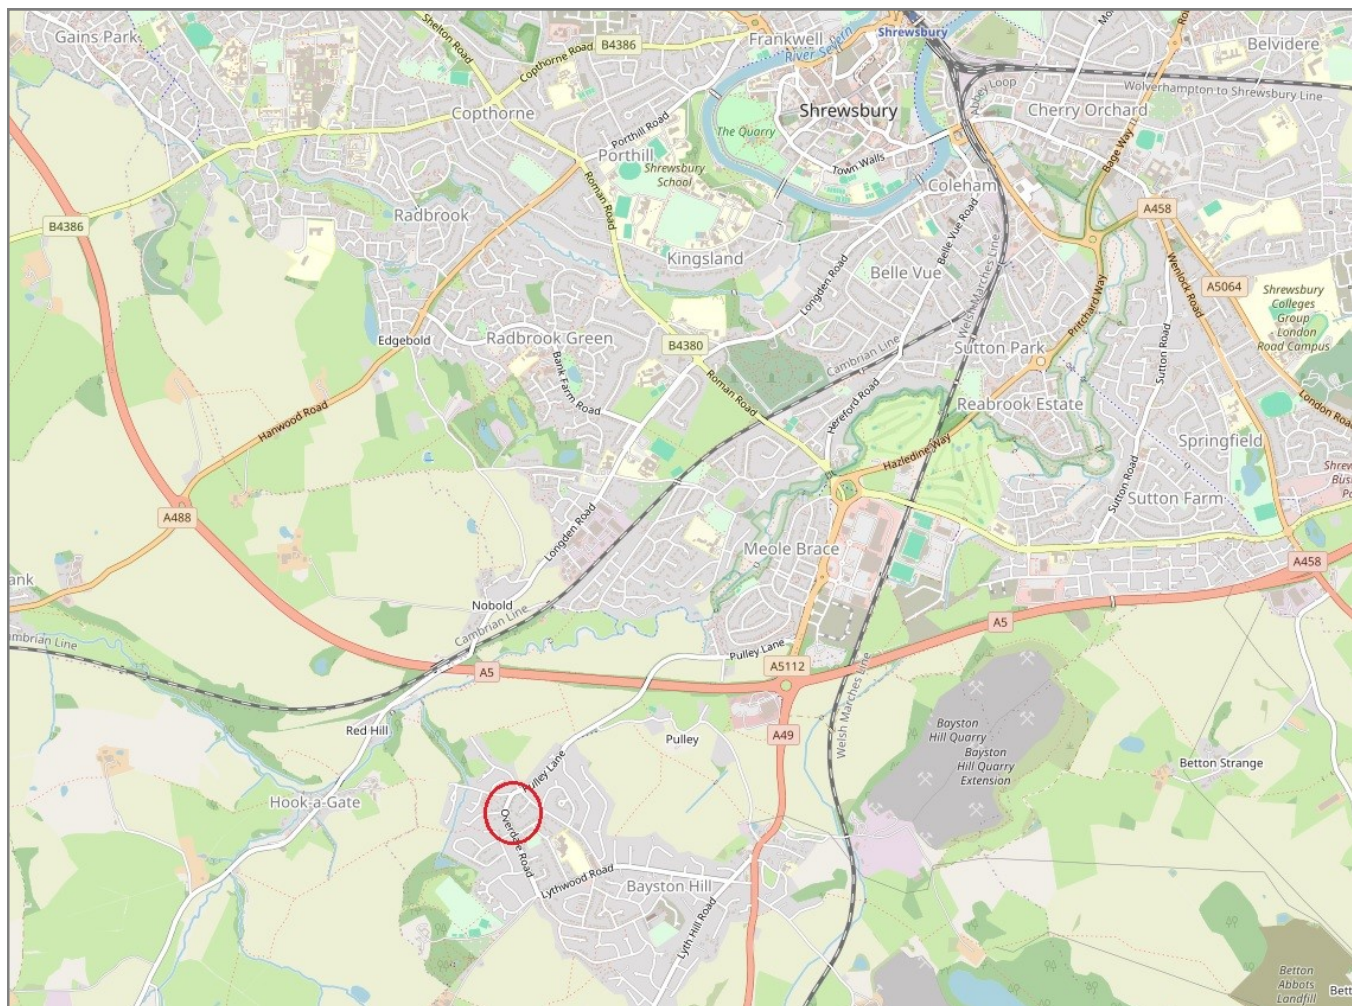 Gains Park
Shelton Road
Copthorne Road
B4386
Frankwell
River Severn
Shrewsbury
Belvidere
Copthorne
Abbey Loop
Wolverhampton to Shrewsbury Line
Porthill Road
The Quarry
Shrewsbury
Cherry Orchard
Bage Way
Porthill
Shrewsbury
School
Town Walls
Coleham
Roman Road
Radbrook
B4386
A458
Belle Vue Road
Kingsland
Longden Road
Belle Vue
Welsh Marches Line
Wenlock Road
A5064
Shrewsbury
Colleges
Group
London
Road Campus
Pritchard Way
Edgebold
Radbrook Green
B4380
Cambrian Line
Sutton Park
Sutton Road
Bank Farm Road
Roman Road
Hereford Road
Reabrook Estate
London Road
Hanwood Road
Hazledine Way
Springfield
Sutton Road
Sutton Farm
A488
Longden Road
Meole Brace
A458
ank
Nobold
Cambrian Line
A5
Cambrian Line
Pulley Lane
A5112
A5
Welsh Marches Line
Red Hill
Pulley
A49
Bayston
Hill Quarry
Bayston
Hill Quarry
Extension
Betton Strange
Pulley Lane
Hook-a-Gate
Overdale Road
Lythwood Road
Bayston Hill
Lyth Hill Road
Betton
Abbots
Landfill
Bett